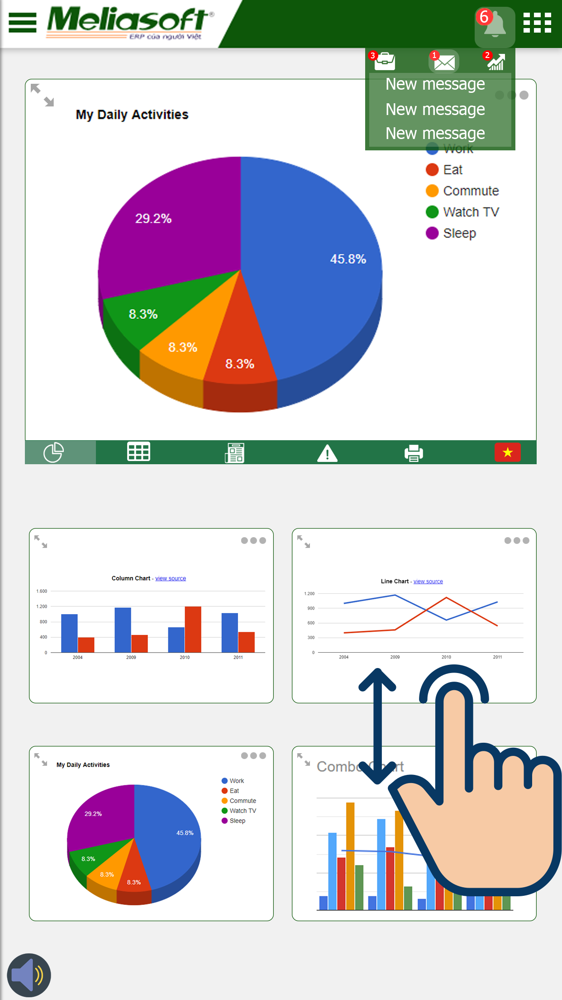 Meliasoft®
ERP của người Việt
6
3
1
2
New message
New message
New message
My Daily Activities
Work
Eat
Commute
Watch TV
Sleep
29.2%
45.8%
8.3%
8.3%
8.3%
Column Chart - view source
1.600
1.200
800
400
0
2004 2009 2010 2011
Line Chart - view source
1.200
900
600
300
0
2004 2009 2010 2011
My Daily Activities
Work
Eat
Commute
Watch TV
Sleep
29.2%
45.8%
8.3%
8.3%
8.3%
Combo Chart